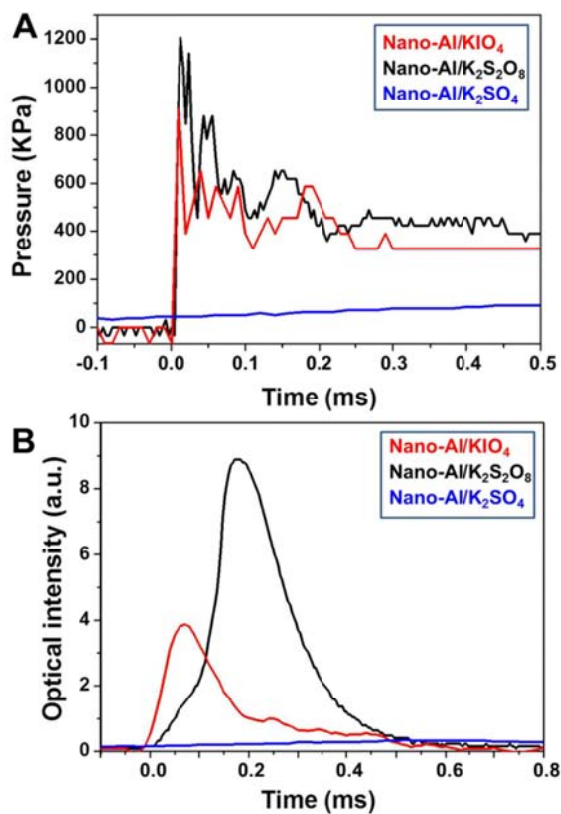 A
Pressure (KPa)
1200
1000
800
600
400
200
0
Nano-Al/KIO₄
Nano-Al/K₂S₂O₈
Nano-Al/K₂SO₄
-0.1 0.0 0.1 0.2 0.3 0.4 0.5
Time (ms)
B
Optical intensity (a.u.)
10
8
6
4
2
0
Nano-Al/KIO₄
Nano-Al/K₂S₂O₈
Nano-Al/K₂SO₄
0.0 0.2 0.4 0.6 0.8
Time (ms)